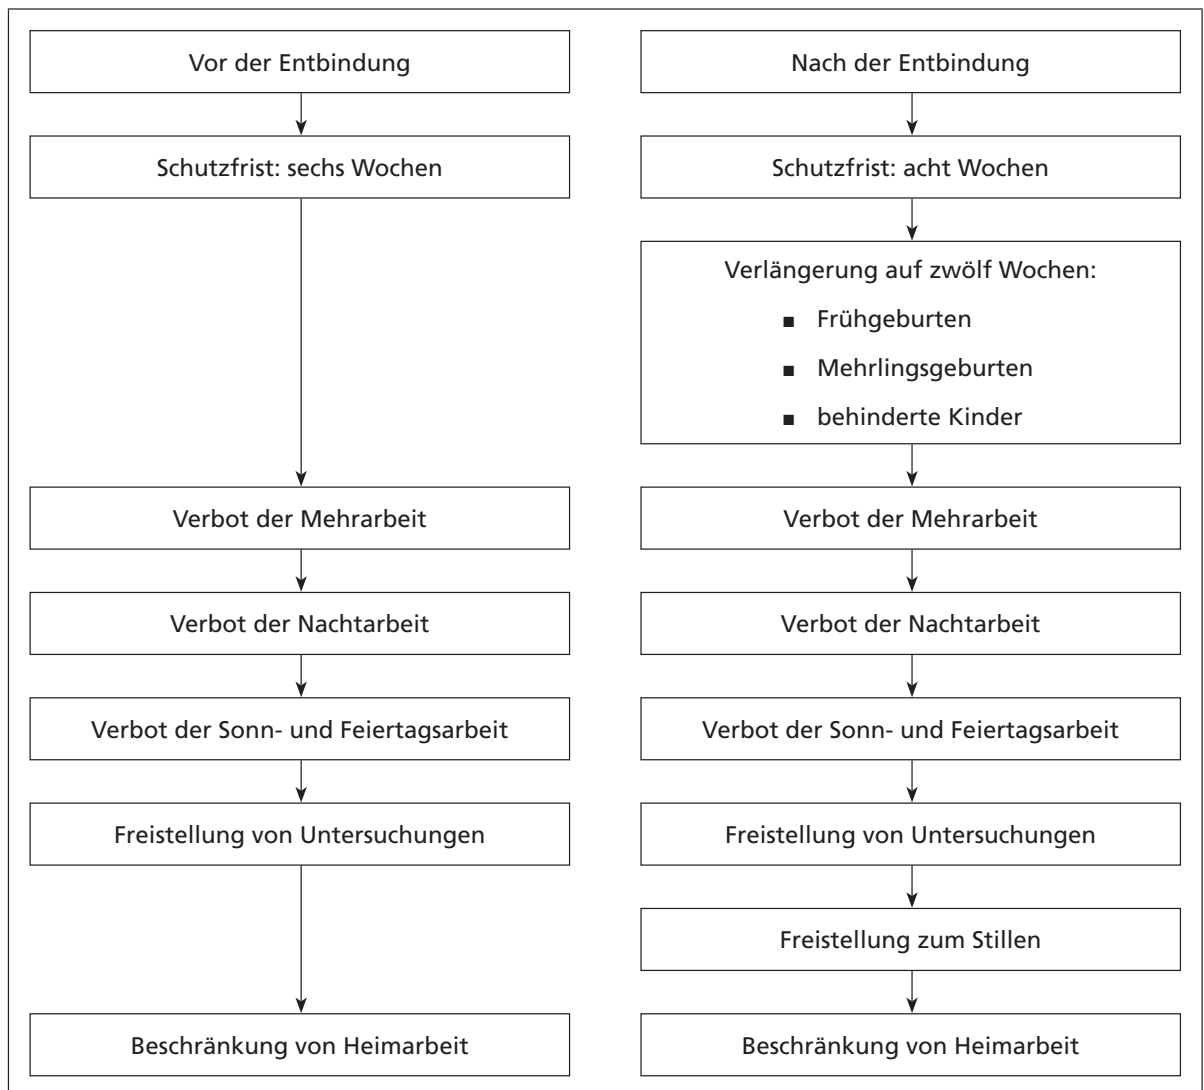 Vor der Entbindung
Schutzfrist: sechs Wochen
Verbot der Mehrarbeit
Verbot der Nachtarbeit
Verbot der Sonn- und Feiertagsarbeit
Freistellung von Untersuchungen
Beschränkung von Heimarbeit
Nach der Entbindung
Schutzfrist: acht Wochen
Verlängerung auf zwölf Wochen:
▪ Frühgeburten
▪ Mehrlingsgeburten
▪ behinderte Kinder
Verbot der Mehrarbeit
Verbot der Nachtarbeit
Verbot der Sonn- und Feiertagsarbeit
Freistellung von Untersuchungen
Freistellung zum Stillen
Beschränkung von Heimarbeit